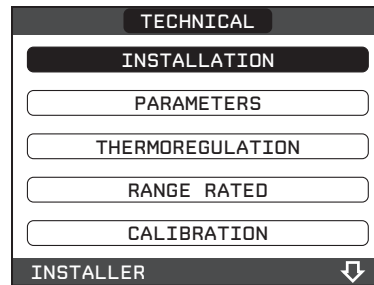 TECHNICAL
INSTALLATION
PARAMETERS
THERMOREGULATION
RANGE RATED
CALIBRATION
INSTALLER